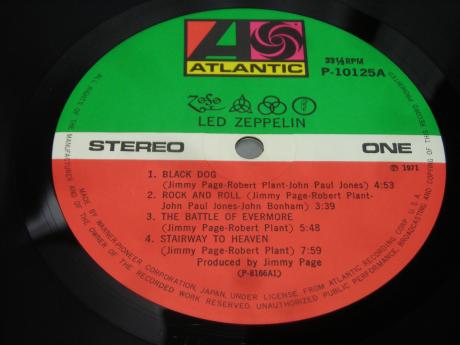 ATLANTIC
33⅓RPM
P-10125A
LED ZEPPELIN
STEREO
ONE
Ⓟ 1971
1. BLACK DOG
(Jimmy Page-Robert Plant-John Paul Jones) 4:53
2. ROCK AND ROLL (Jimmy Page-Robert Plant-
John Paul Jones-John Bonham) 3:39
3. THE BATTLE OF EVERMORE
(Jimmy Page-Robert Plant) 5:48
4. STAIRWAY TO HEAVEN
(Jimmy Page-Robert Plant) 7:59
Produced by Jimmy Page
(P-8166A1)
ALL RIGHTS OF THE MANUFACTURER AND OF THE OWNER OF THE RECORDED WORK RESERVED. UNAUTHORIZED PUBLIC PERFORMANCE, BROADCASTING AND COPYING OF THIS RECORD PROHIBITED
MADE BY WARNER-PIONEER CORPORATION, JAPAN, UNDER LICENSE FROM ATLANTIC RECORDING CORP., U.S.A.